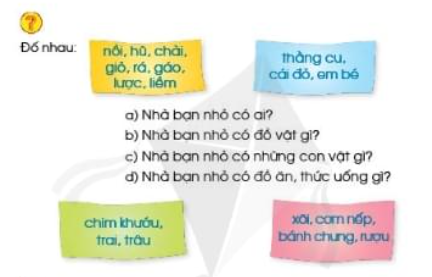 ?
Đố nhau:
nồi, hũ, chài,
giỏ, rá, gáo,
lược, liềm
thằng cu,
cái đỏ, em bé
a) Nhà bạn nhỏ có ai?
b) Nhà bạn nhỏ có đồ vật gì?
c) Nhà bạn nhỏ có những con vật gì?
d) Nhà bạn nhỏ có đồ ăn, thức uống gì?
chim khướu,
trai, trâu
xôi, cơm nếp,
bánh chưng, rượu